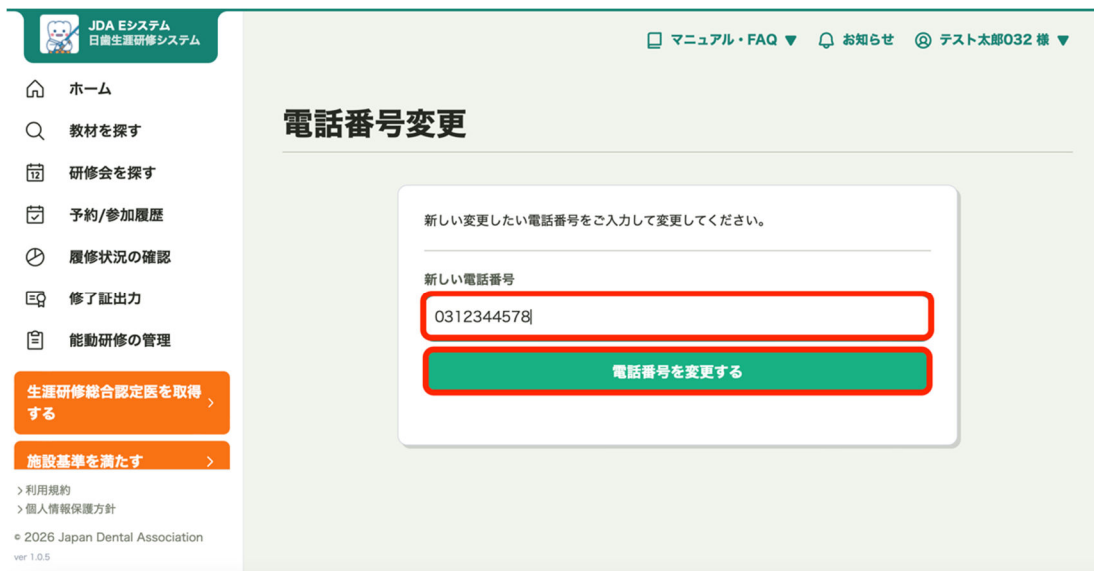 JDA Eシステム
日歯生涯研修システム
マニュアル・FAQ ▼
お知らせ
テスト太郎032 様 ▼
ホーム
教材を探す
12
研修会を探す
予約/参加履歴
履修状況の確認
修了証出力
能動研修の管理
生涯研修総合認定医を取得
する
施設基準を満たす
利用規約
個人情報保護方針
© 2026 Japan Dental Association
ver 1.0.5
電話番号変更
新しい変更したい電話番号をご入力して変更してください。
新しい電話番号
0312344578
電話番号を変更する